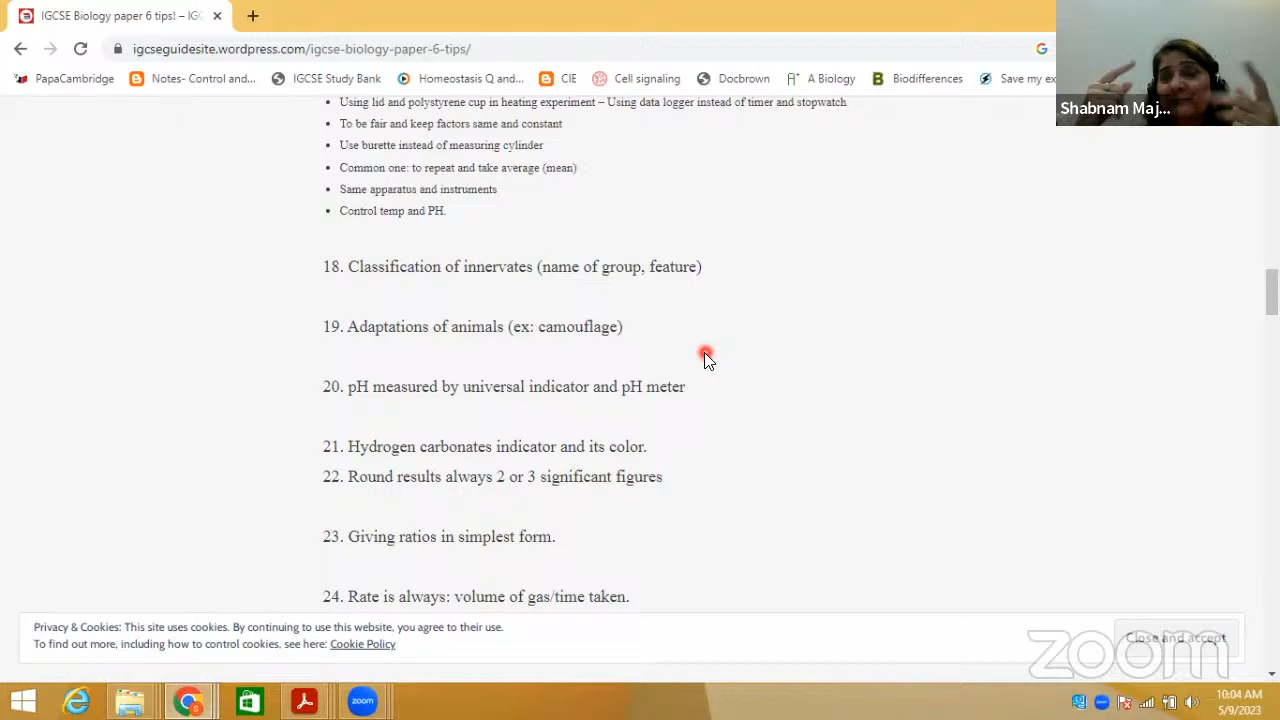 IGCSE Biology paper 6 tips! – IGC
igcseguidesite.wordpress.com/igcse-biology-paper-6-tips/
PapaCambridge
Notes- Control and...
IGCSE Study Bank
Homeostasis Q and...
CIE
Cell signaling
Docbrown
A Biology
Biodifferences
Save my ex
Shabnam Maj...
• Using lid and polystyrene cup in heating experiment – Using data logger instead of timer and stopwatch
• To be fair and keep factors same and constant
• Use burette instead of measuring cylinder
• Common one: to repeat and take average (mean)
• Same apparatus and instruments
• Control temp and PH.
18. Classification of innervates (name of group, feature)
19. Adaptations of animals (ex: camouflage)
20. pH measured by universal indicator and pH meter
21. Hydrogen carbonates indicator and its color.
22. Round results always 2 or 3 significant figures
23. Giving ratios in simplest form.
24. Rate is always: volume of gas/time taken.
Privacy & Cookies: This site uses cookies. By continuing to use this website, you agree to their use.
To find out more, including how to control cookies, see here: Cookie Policy
Close and accept
zoom
zoom
10:04 AM
5/9/2023